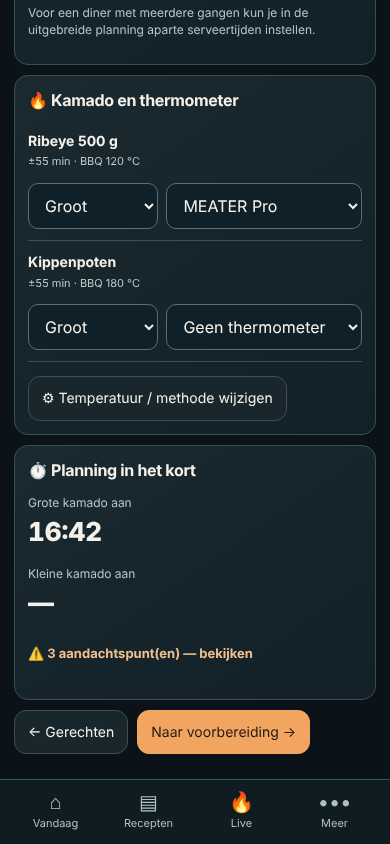 Voor een diner met meerdere gangen kun je in de
uitgebreide planning aparte serveertijden instellen.
🔥 Kamado en thermometer
Ribeye 500 g
±55 min · BBQ 120 °C
Groot
MEATER Pro
Kippenpoten
±55 min · BBQ 180 °C
Groot
Geen thermometer
⚙ Temperatuur / methode wijzigen
⏱️ Planning in het kort
Grote kamado aan
16:42
Kleine kamado aan
—
⚠️ 3 aandachtspunt(en) — bekijken
← Gerechten
Naar voorbereiding →
Vandaag
Recepten
Live
Meer